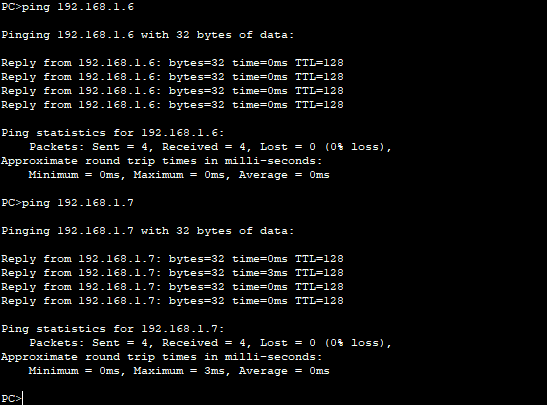 PC>ping 192.168.1.6
Pinging 192.168.1.6 with 32 bytes of data:
Reply from 192.168.1.6: bytes=32 time=0ms TTL=128
Reply from 192.168.1.6: bytes=32 time=0ms TTL=128
Reply from 192.168.1.6: bytes=32 time=0ms TTL=128
Reply from 192.168.1.6: bytes=32 time=0ms TTL=128
Ping statistics for 192.168.1.6:
    Packets: Sent = 4, Received = 4, Lost = 0 (0% loss),
Approximate round trip times in milli-seconds:
    Minimum = 0ms, Maximum = 0ms, Average = 0ms
PC>ping 192.168.1.7
Pinging 192.168.1.7 with 32 bytes of data:
Reply from 192.168.1.7: bytes=32 time=0ms TTL=128
Reply from 192.168.1.7: bytes=32 time=3ms TTL=128
Reply from 192.168.1.7: bytes=32 time=0ms TTL=128
Reply from 192.168.1.7: bytes=32 time=0ms TTL=128
Ping statistics for 192.168.1.7:
    Packets: Sent = 4, Received = 4, Lost = 0 (0% loss),
Approximate round trip times in milli-seconds:
    Minimum = 0ms, Maximum = 3ms, Average = 0ms
PC>